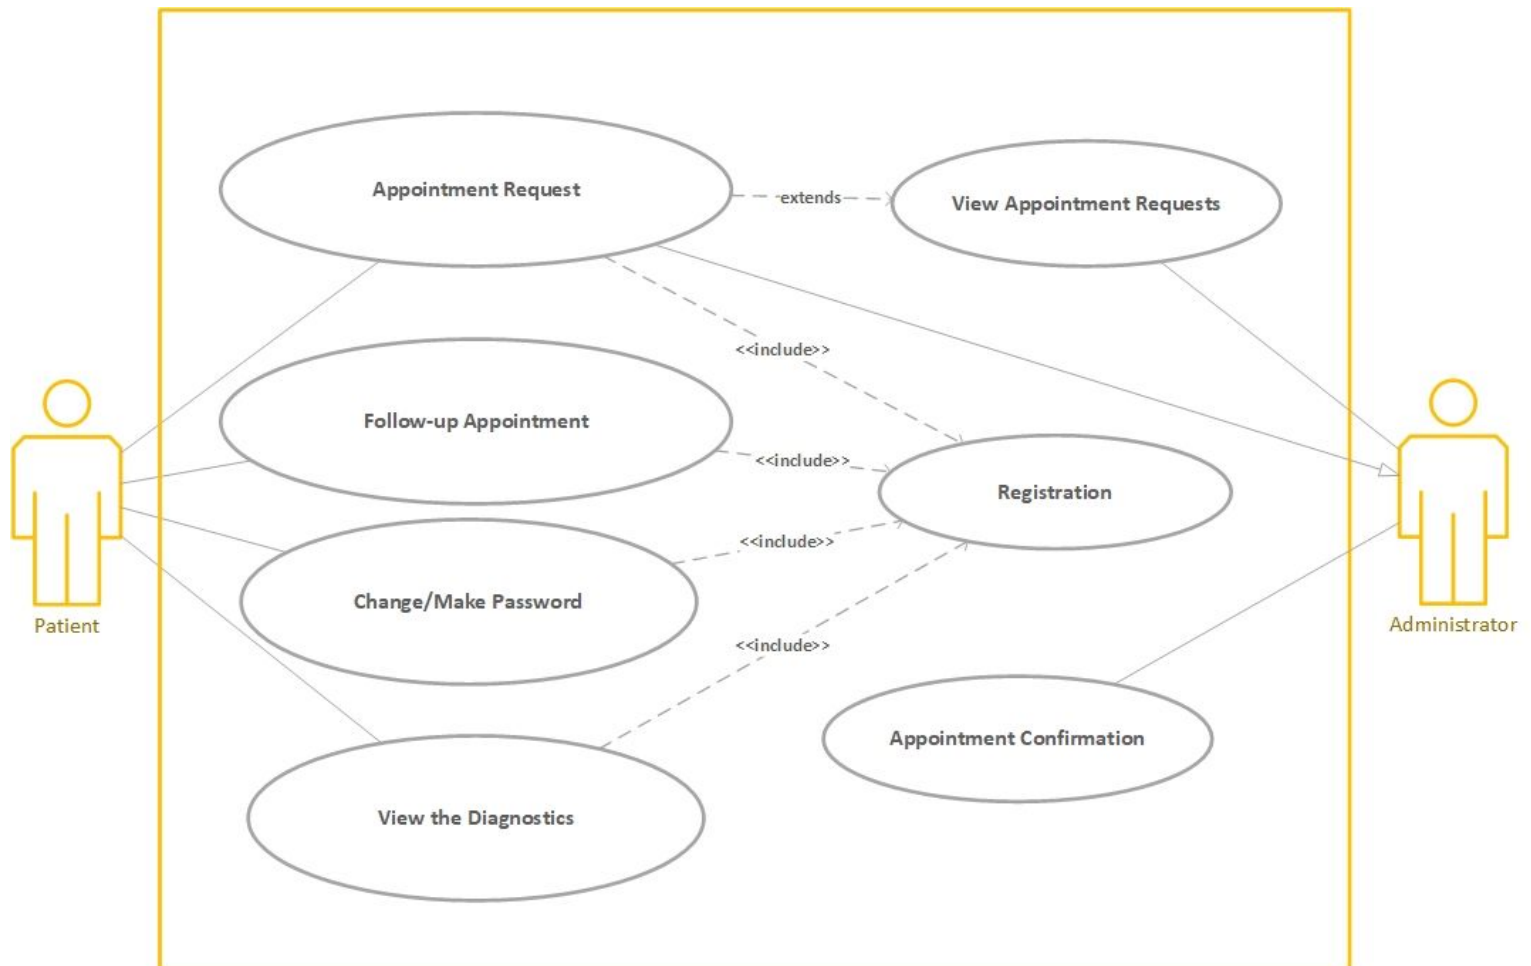 Appointment Request
extends
View Appointment Requests
<<include>>
Follow-up Appointment
<<include>>
Registration
<<include>>
Change/Make Password
Patient
Administrator
<<include>>
Appointment Confirmation
View the Diagnostics